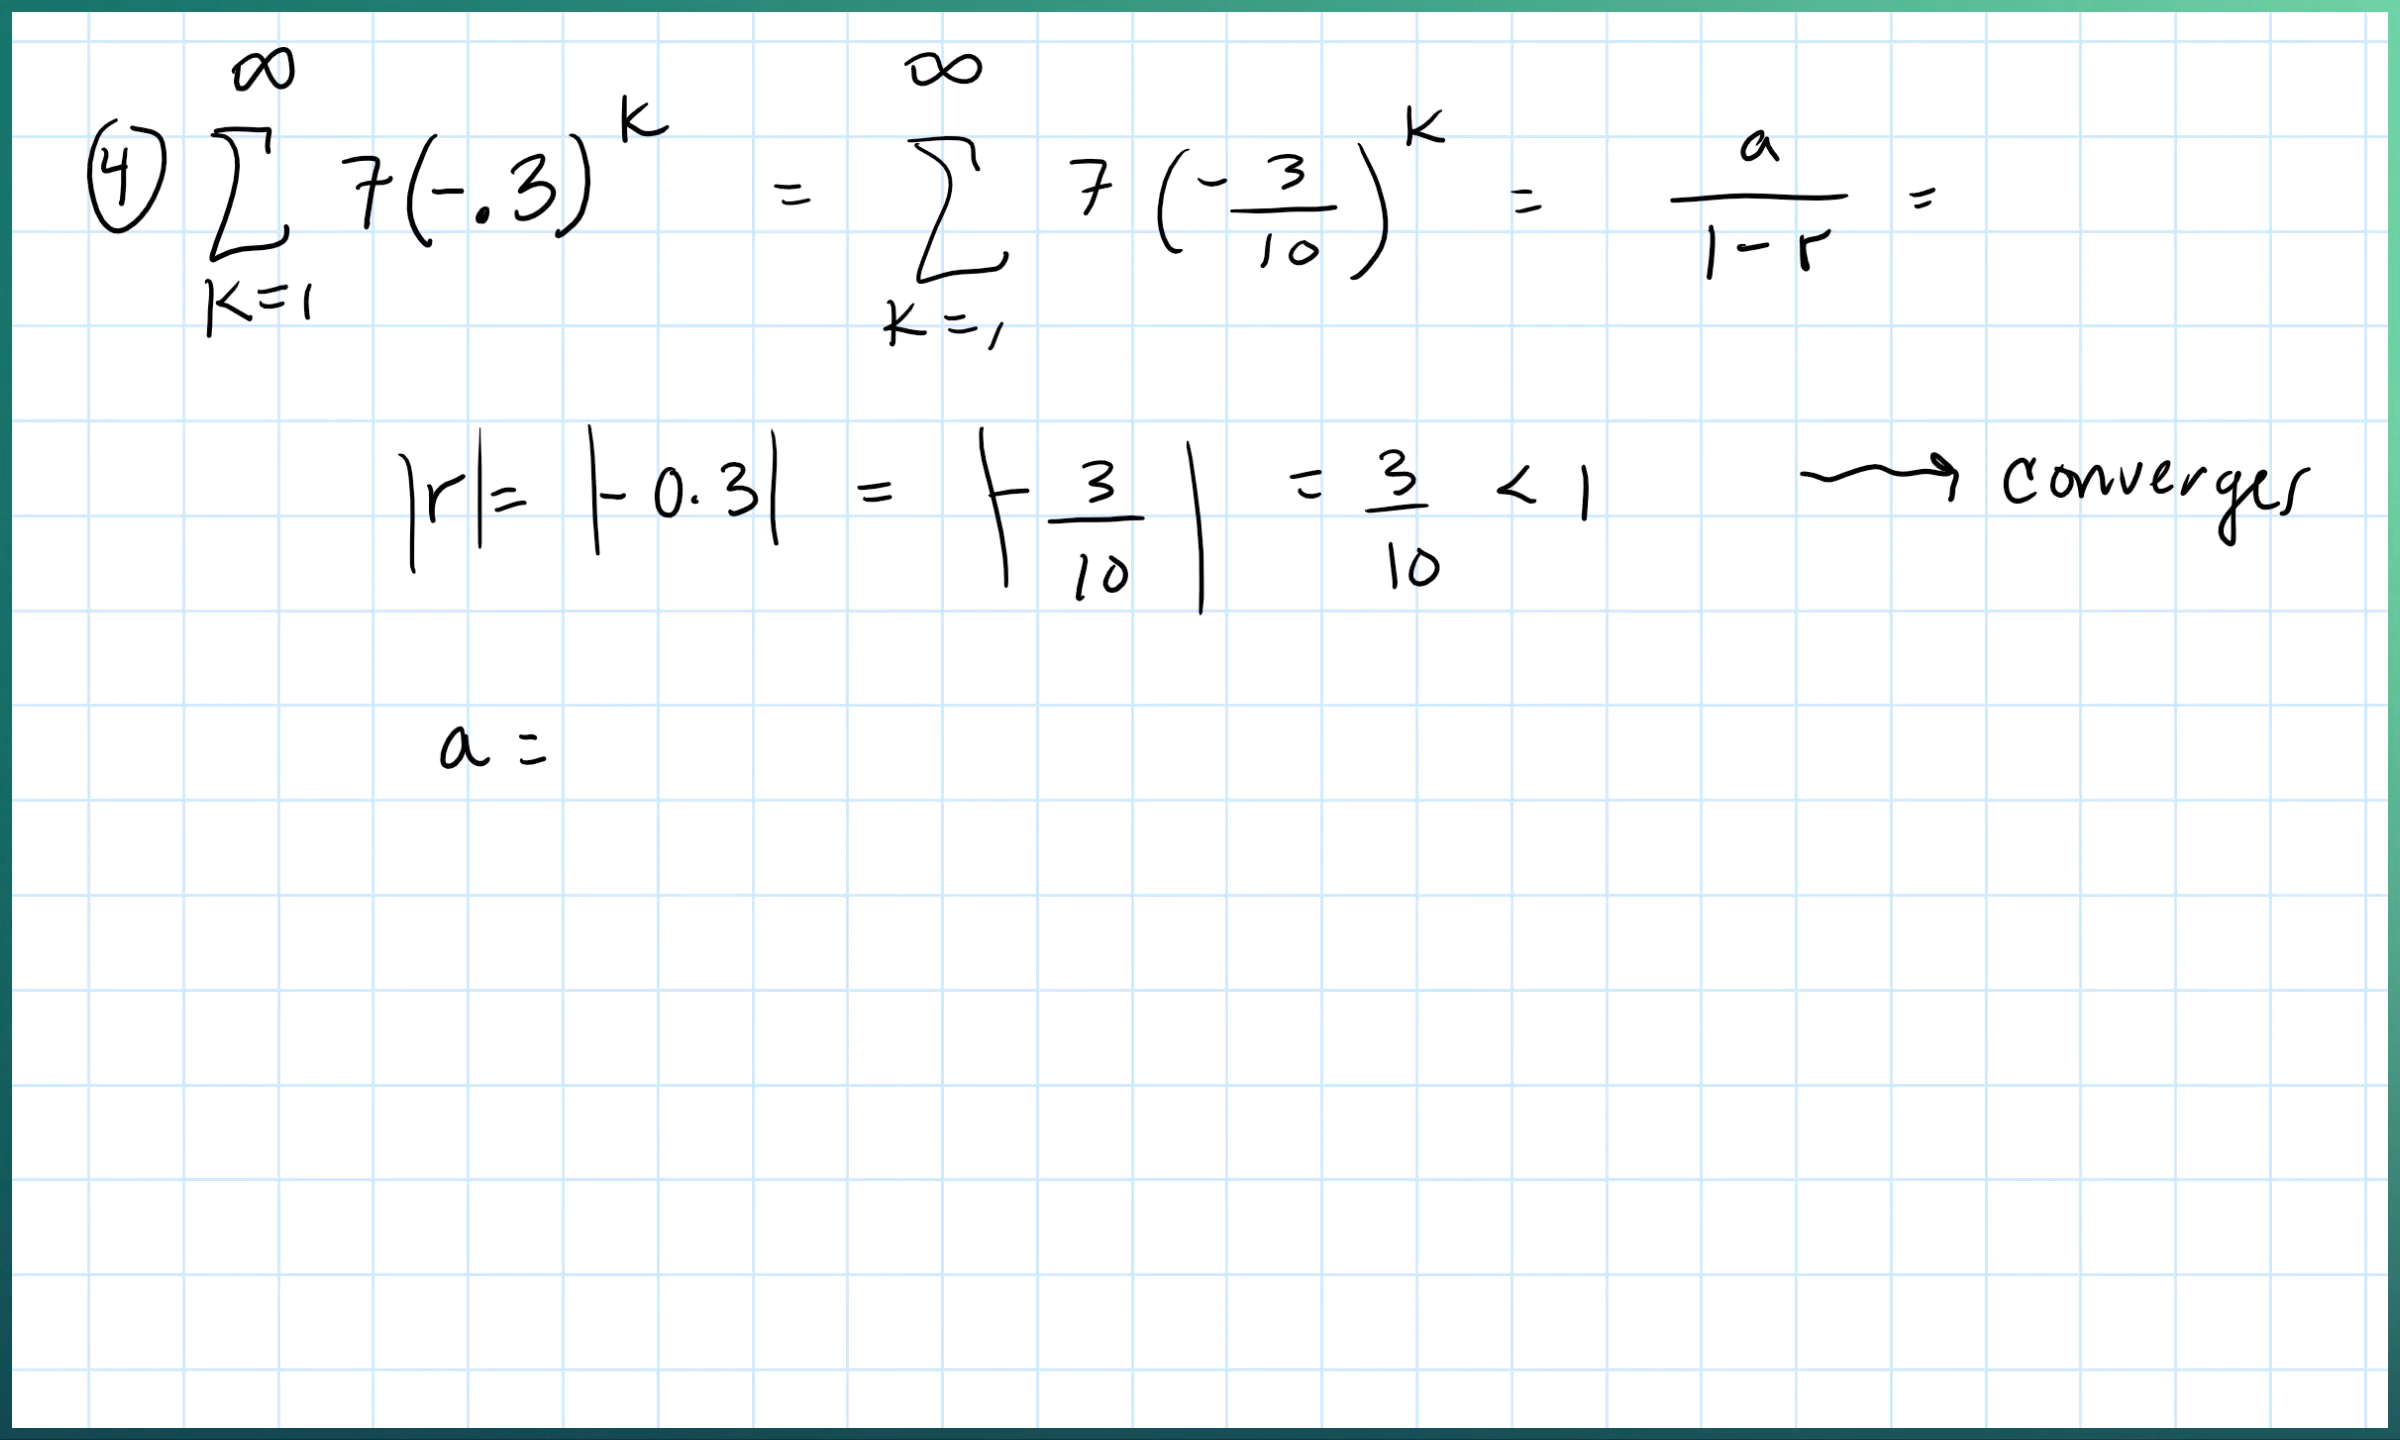 ④ ∑_{k=1}^{∞} 7(-.3)^k = ∑_{k=1}^{∞} 7(-3/10)^k = a/(1-r) =
|r| = |-0.3| = |-3/10| = 3/10 < 1 → converges
a =